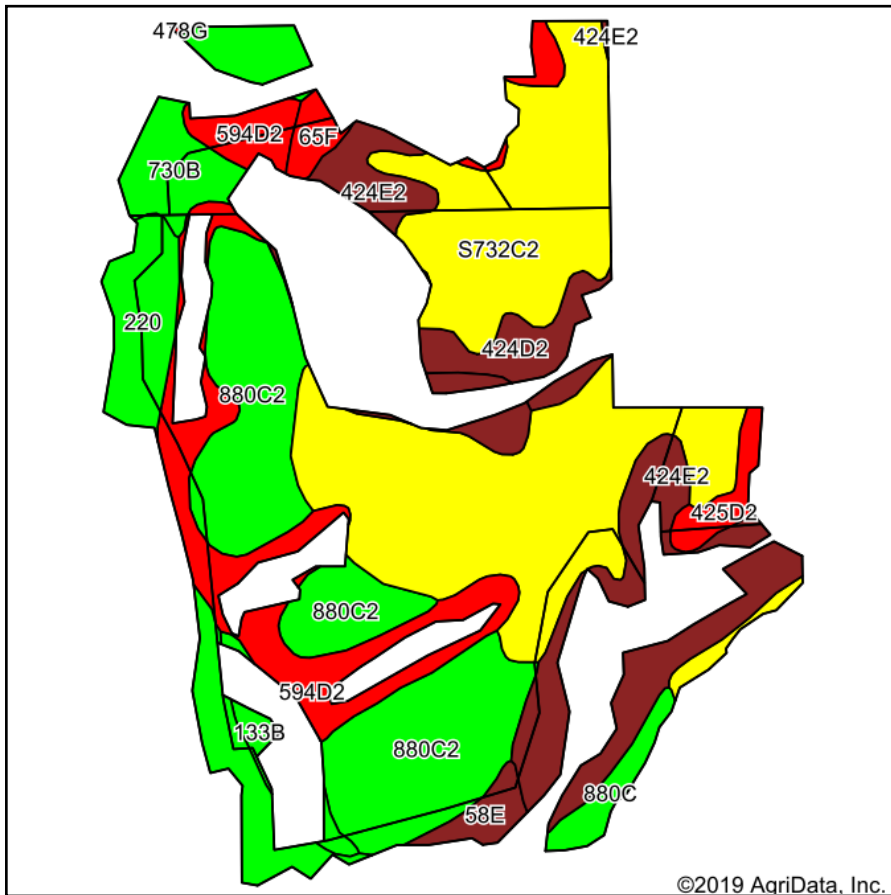 478G
424E2
594D2
65F
730B
424E2
S732C2
220
424D2
880C2
424E2
425D2
880C2
594D2
133B
880C2
880C
58E
©2019 AgriData, Inc.